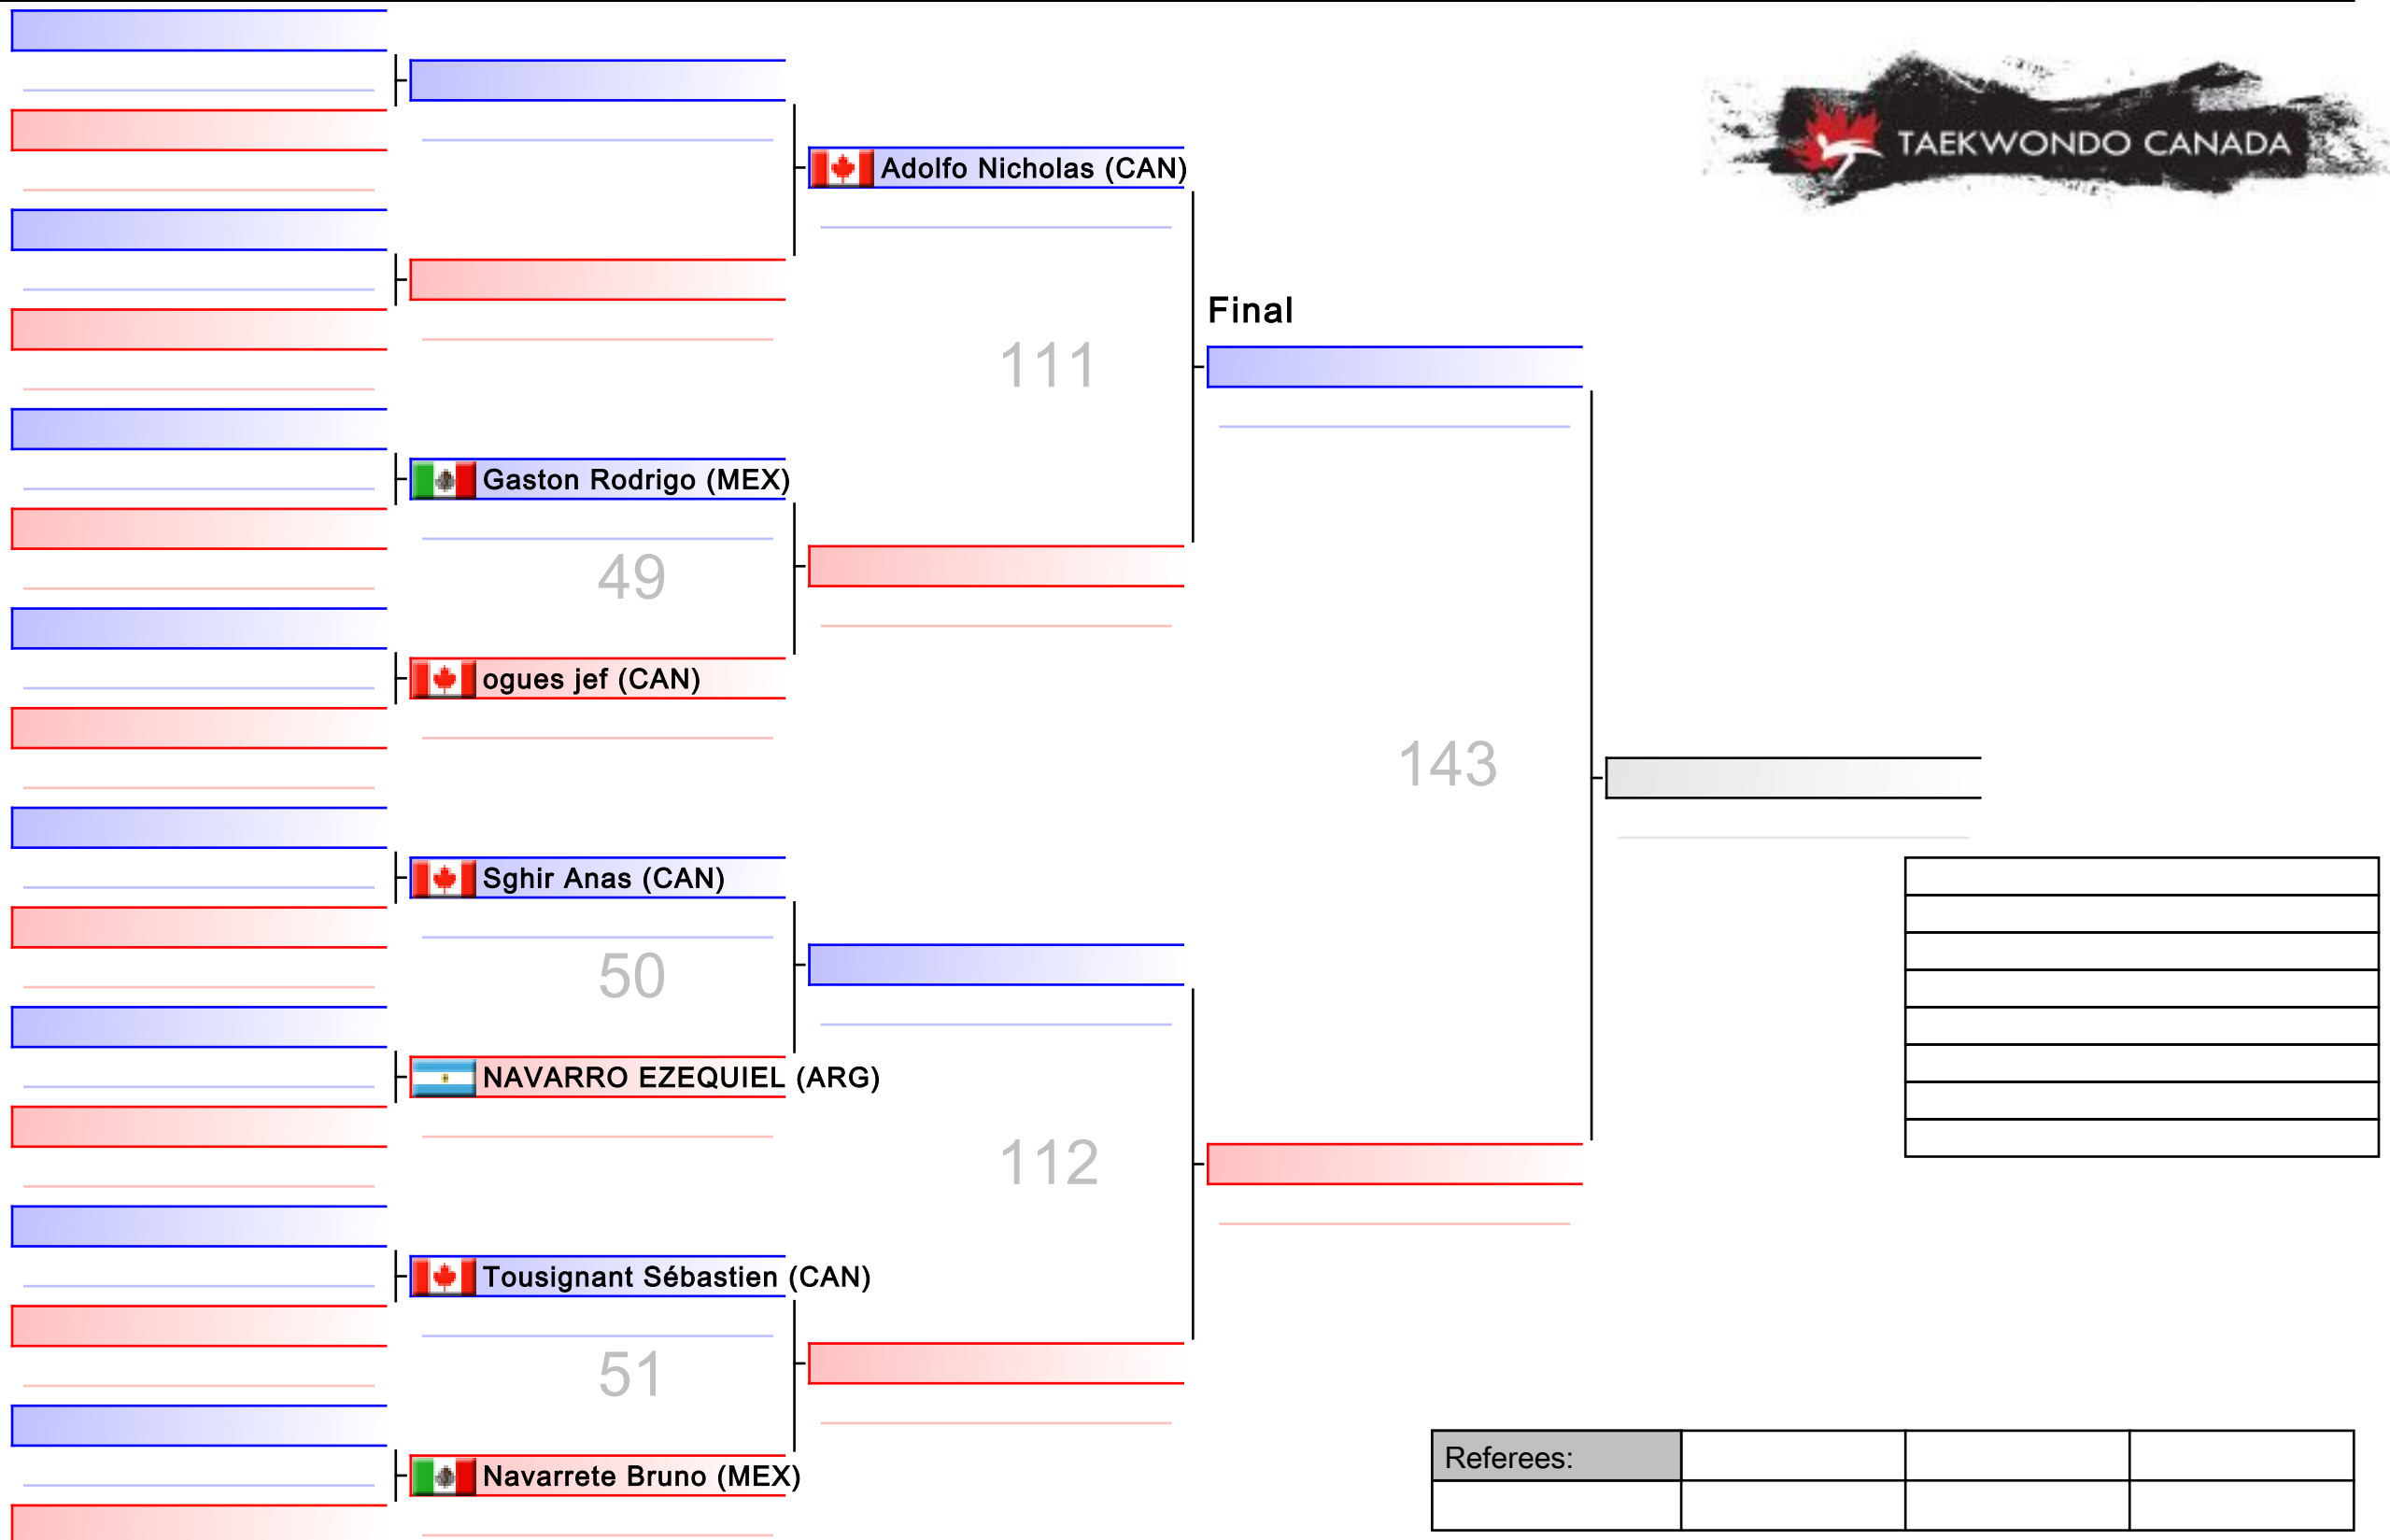 TAEKWONDO CANADA
Adolfo Nicholas (CAN)
Final
111
Gaston Rodrigo (MEX)
49
ogues jef (CAN)
143
Sghir Anas (CAN)
50
NAVARRO EZEQUIEL (ARG)
112
Tousignant Sébastien (CAN)
51
Referees:
Navarrete Bruno (MEX)